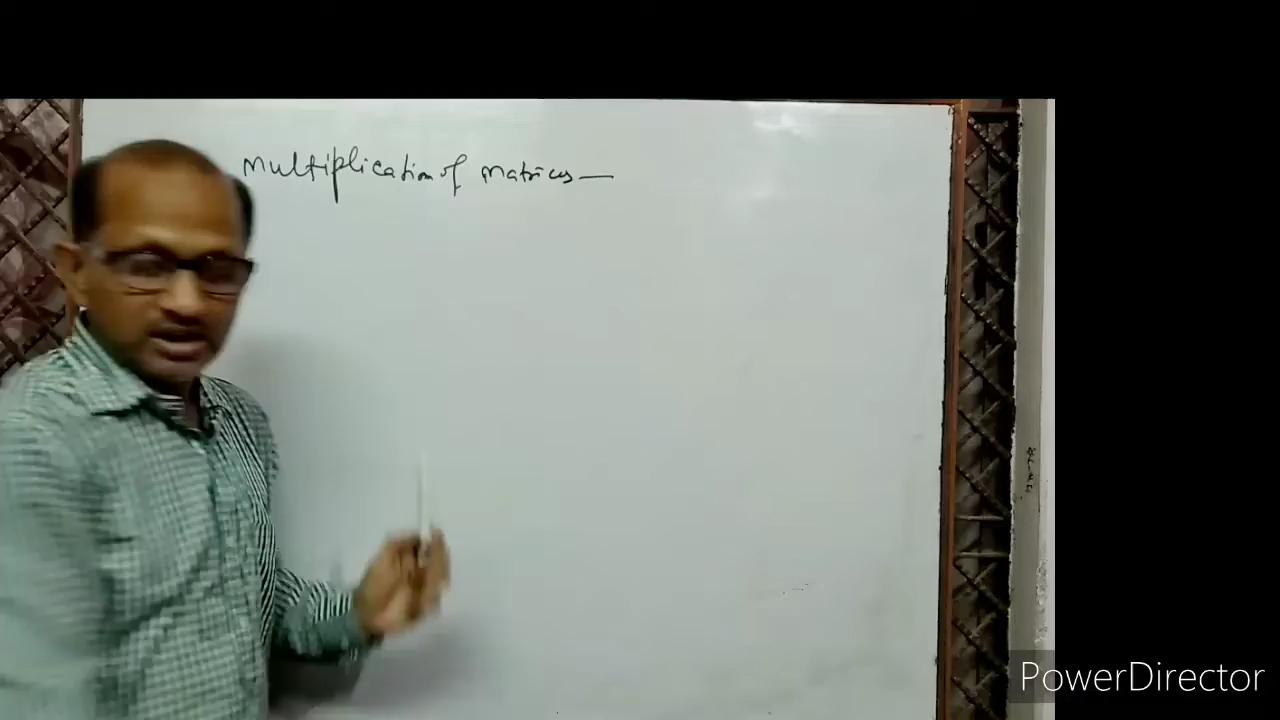 Multiplication of Matrices —
PowerDirector